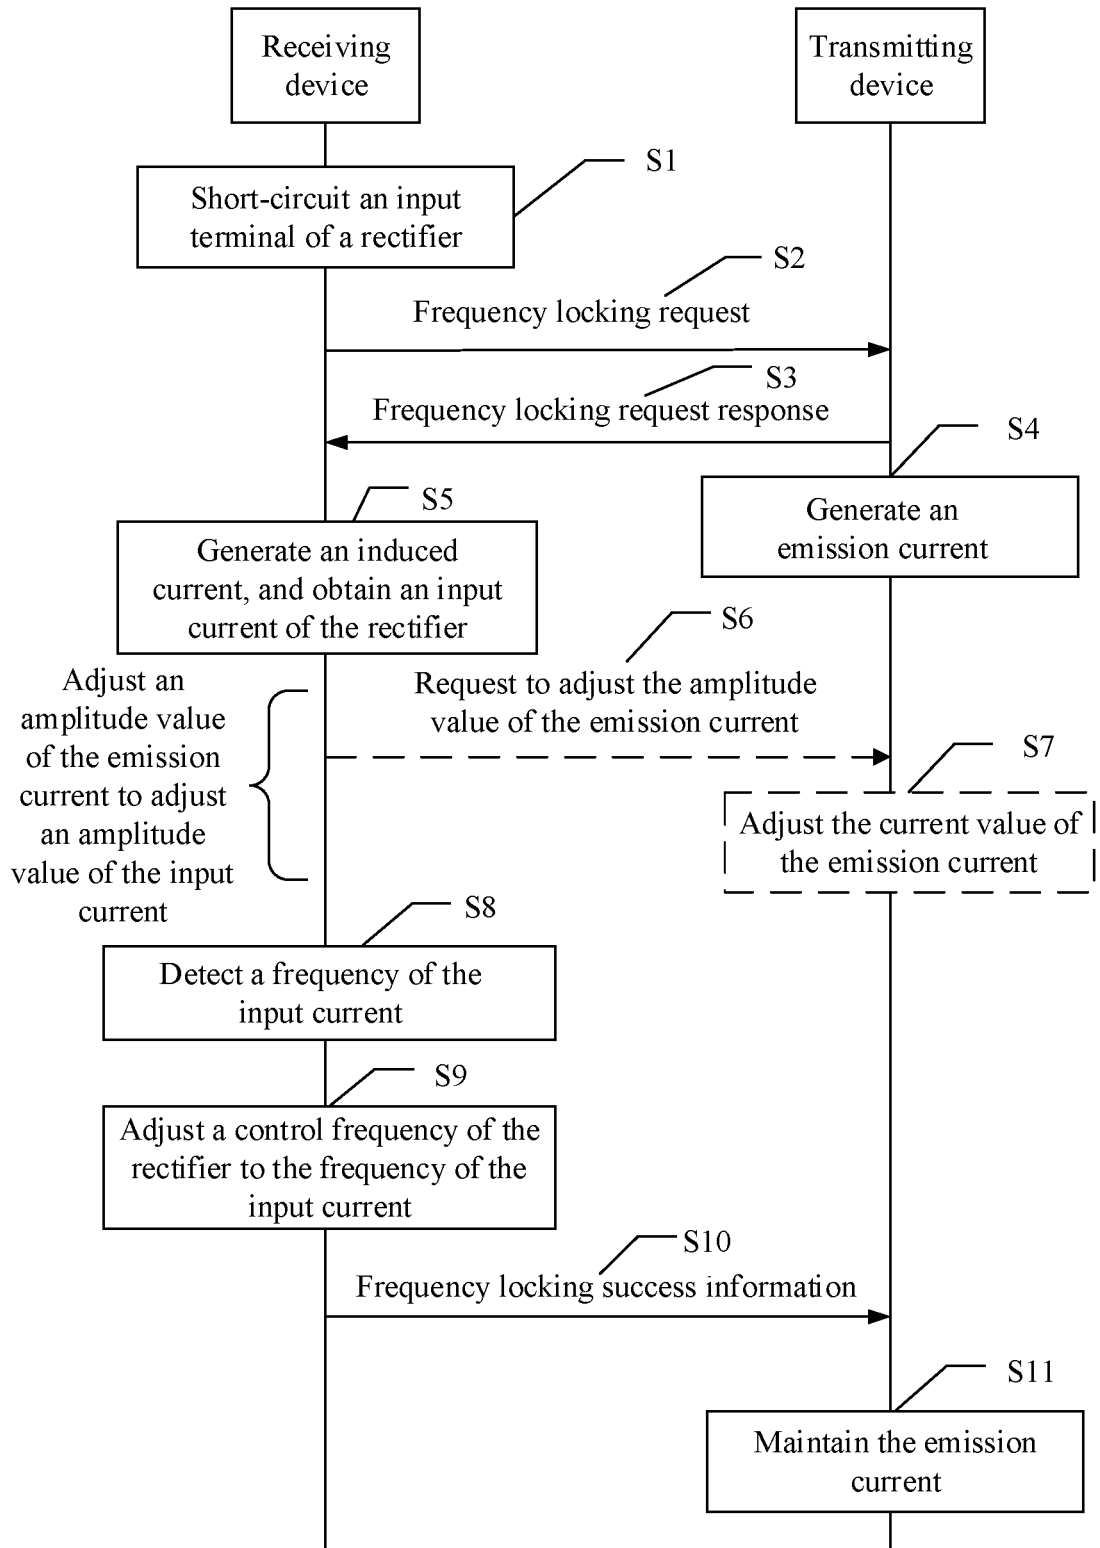 Receiving
device
Transmitting
device
S1
Short-circuit an input
terminal of a rectifier
S2
Frequency locking request
S3
Frequency locking request response
S4
Generate an
emission current
S5
Generate an induced
current, and obtain an input
current of the rectifier
S6
Request to adjust the amplitude
value of the emission current
Adjust an
amplitude value
of the emission
current to adjust
an amplitude
value of the input
current
S7
Adjust the current value of
the emission current
S8
Detect a frequency of the
input current
S9
Adjust a control frequency of the
rectifier to the frequency of the
input current
S10
Frequency locking success information
S11
Maintain the emission
current